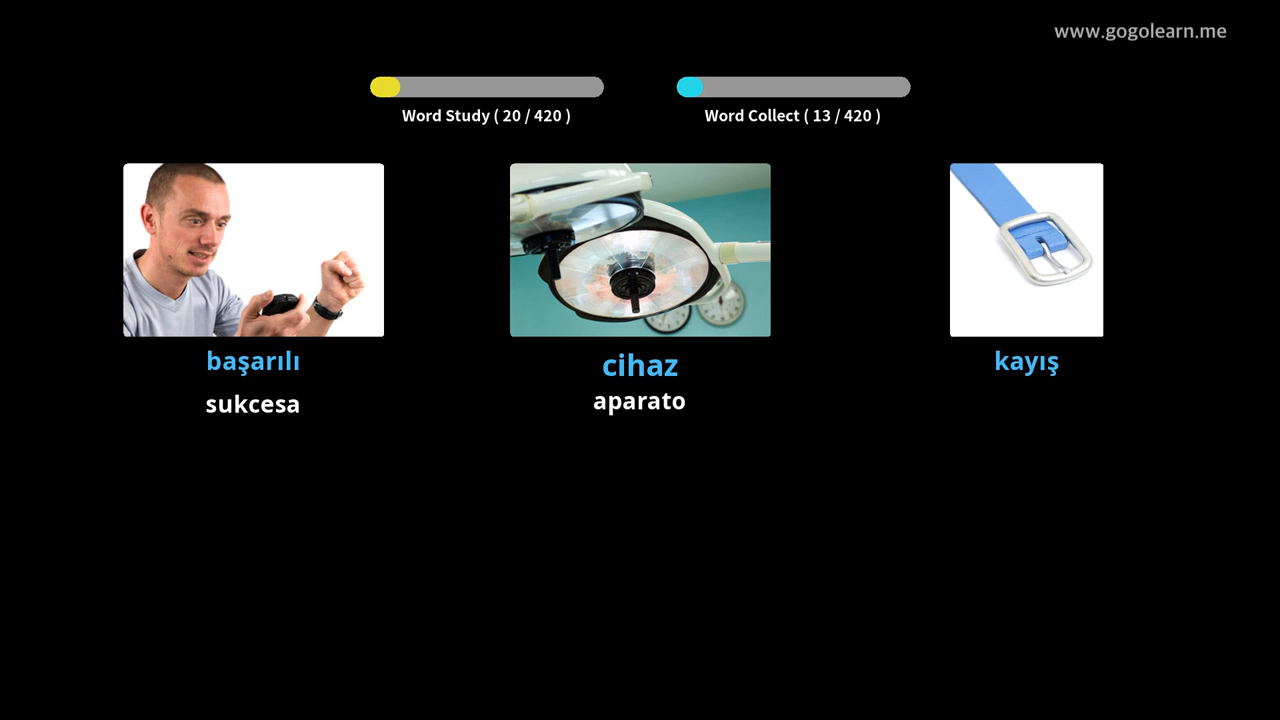 www.gogolearn.me
Word Study ( 20 / 420 )
Word Collect ( 13 / 420 )
başarılı
cihaz
kayış
sukcesa
aparato